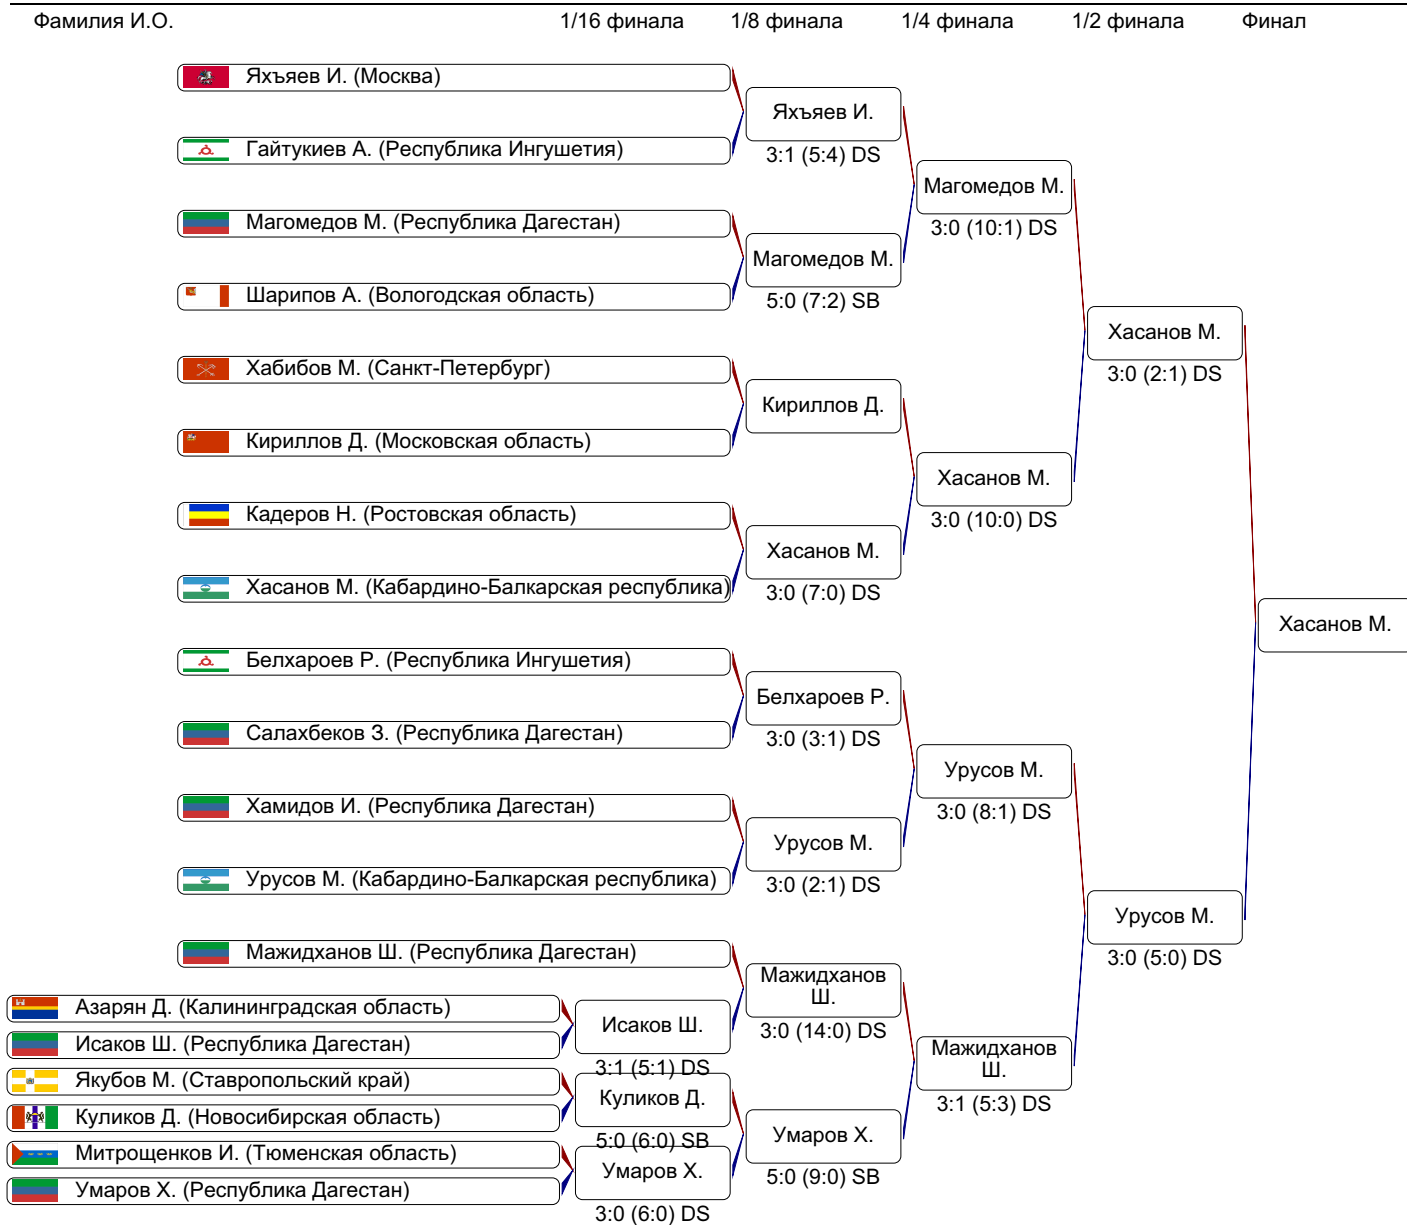 Фамилия И.О. 1/16 финала 1/8 финала 1/4 финала 1/2 финала Финал
Яхъяев И. (Москва)
Яхъяев И.
Гайтукиев А. (Республика Ингушетия)
3:1 (5:4) DS
Магомедов М.
Магомедов М. (Республика Дагестан)
3:0 (10:1) DS
Магомедов М.
Шарипов А. (Вологодская область)
5:0 (7:2) SB
Хасанов М.
Хабибов М. (Санкт-Петербург)
3:0 (2:1) DS
Кириллов Д.
Кириллов Д. (Московская область)
Хасанов М.
Кадеров Н. (Ростовская область)
3:0 (10:0) DS
Хасанов М.
Хасанов М. (Кабардино-Балкарская республика)
3:0 (7:0) DS
Хасанов М.
Белхароев Р. (Республика Ингушетия)
Белхароев Р.
Салахбеков З. (Республика Дагестан)
3:0 (3:1) DS
Урусов М.
Хамидов И. (Республика Дагестан)
3:0 (8:1) DS
Урусов М.
Урусов М. (Кабардино-Балкарская республика)
3:0 (2:1) DS
Урусов М.
Мажидханов Ш. (Республика Дагестан)
3:0 (5:0) DS
Мажидханов
Ш.
Азарян Д. (Калининградская область)
Исаков Ш.
3:0 (14:0) DS
Исаков Ш. (Республика Дагестан)
Мажидханов
Ш.
3:1 (5:1) DS
Якубов М. (Ставропольский край)
Куликов Д.
3:1 (5:3) DS
Куликов Д. (Новосибирская область)
Умаров Х.
5:0 (6:0) SB
Митрощенков И. (Тюменская область)
Умаров Х.
5:0 (9:0) SB
Умаров Х. (Республика Дагестан)
3:0 (6:0) DS